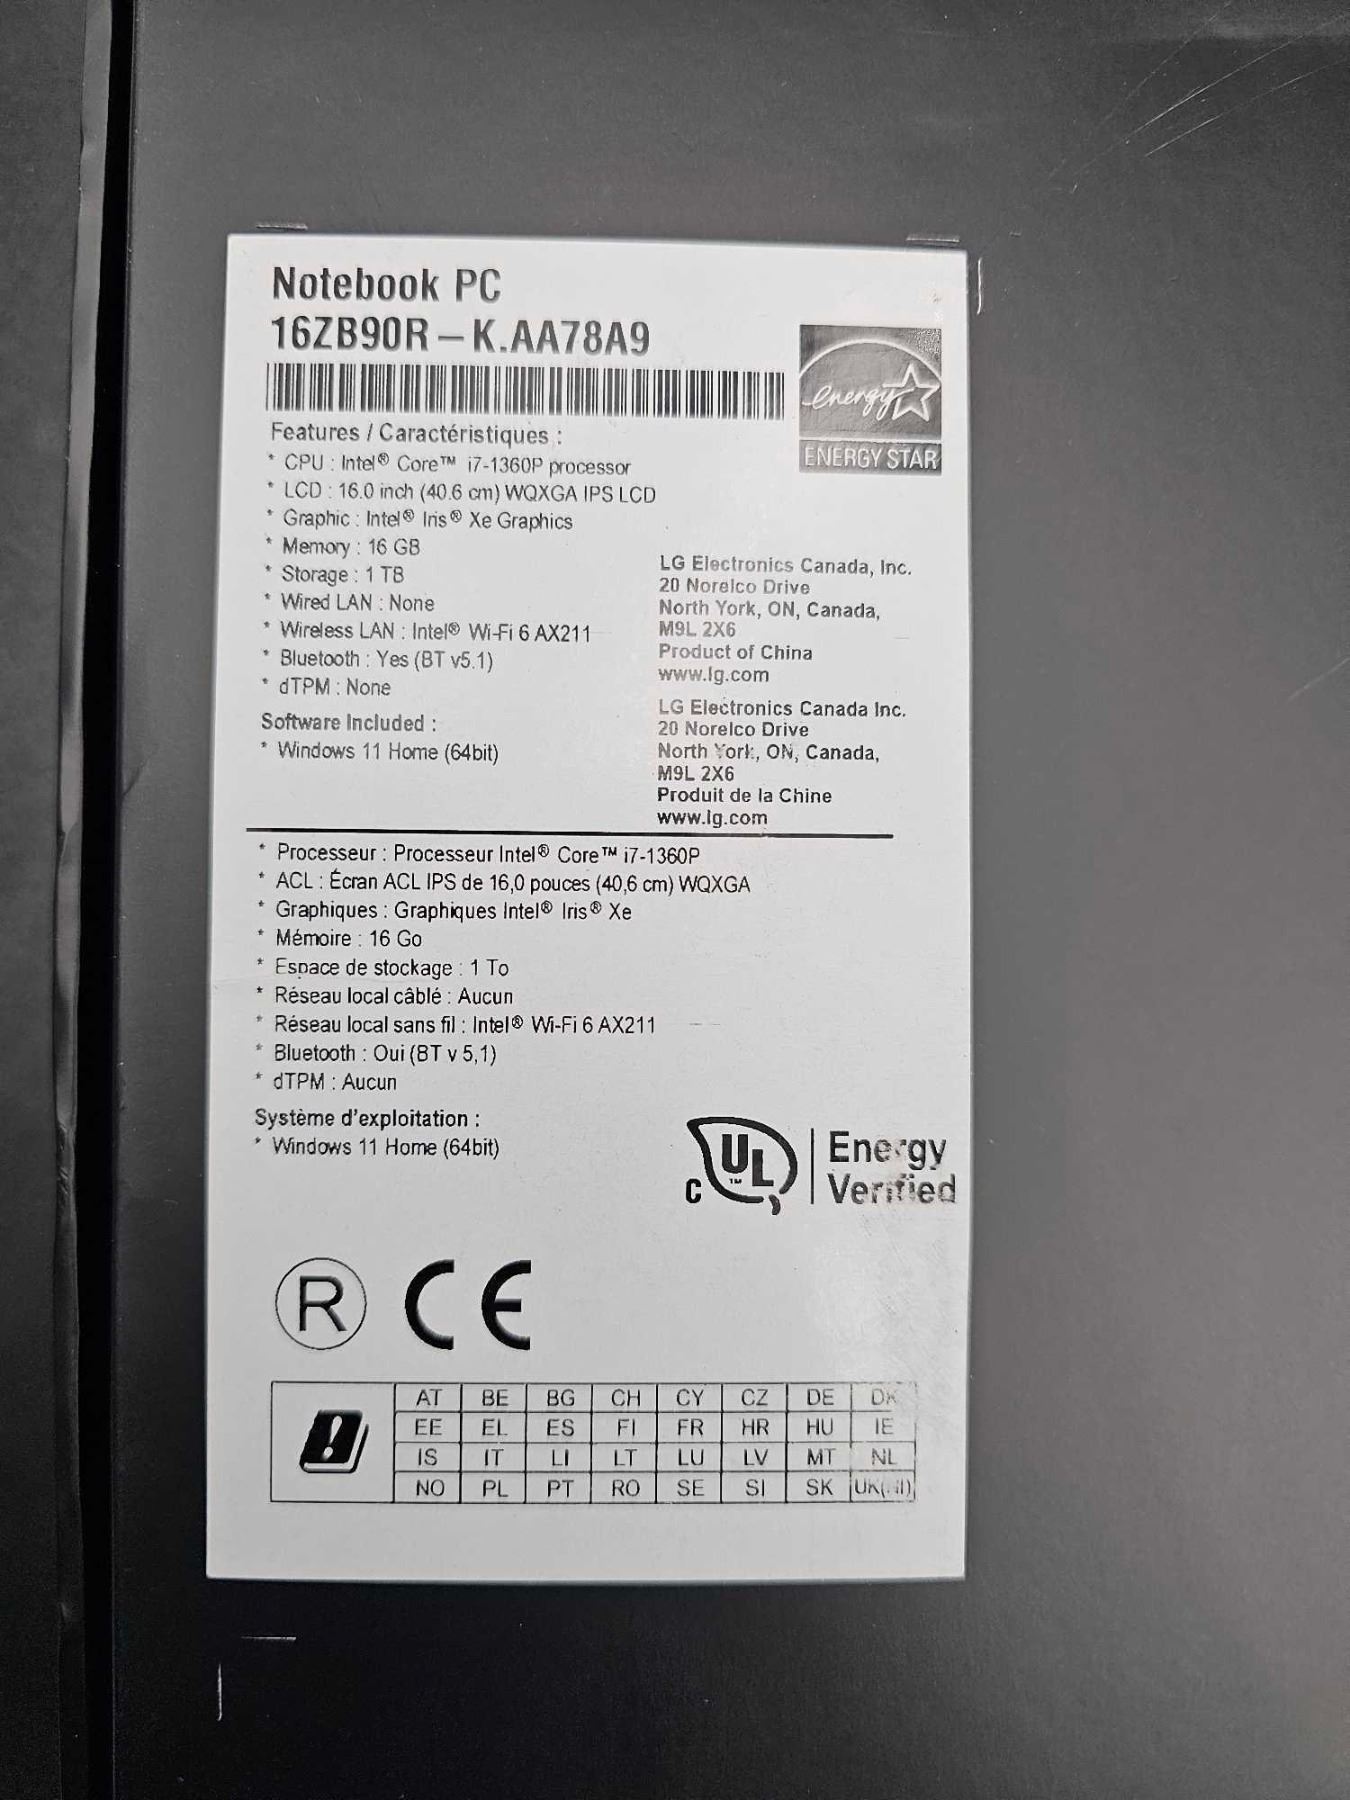 Notebook PC
16ZB90R-K.AA78A9
energy
ENERGY STAR
Features / Caractéristiques :
* CPU : Intel® Core™ i7-1360P processor
* LCD : 16.0 inch (40.6 cm) WQXGA IPS LCD
* Graphic : Intel® Iris® Xe Graphics
* Memory : 16 GB
* Storage : 1 TB
* Wired LAN : None
* Wireless LAN : Intel® Wi-Fi 6 AX211
* Bluetooth : Yes (BT v5.1)
* dTPM : None
Software Included :
* Windows 11 Home (64bit)
LG Electronics Canada, Inc.
20 Norelco Drive
North York, ON, Canada,
M9L 2X6
Product of China
www.lg.com
LG Electronics Canada Inc.
20 Norelco Drive
North York, ON, Canada,
M9L 2X6
Produit de la Chine
www.lg.com
* Processeur : Processeur Intel® Core™ i7-1360P
* ACL : Écran ACL IPS de 16,0 pouces (40,6 cm) WQXGA
* Graphiques : Graphiques Intel® Iris® Xe
* Mémoire : 16 Go
* Espace de stockage : 1 To
* Réseau local câblé : Aucun
* Réseau local sans fil : Intel® Wi-Fi 6 AX211
* Bluetooth : Oui (BT v 5,1)
* dTPM : Aucun
Système d'exploitation :
* Windows 11 Home (64bit)
C UL™ Energy
Verified
R CE
! AT BE BG CH CY CZ DE DK
EE EL ES FI FR HR HU IE
IS IT LI LT LU LV MT NL
NO PL PT RO SE SI SK UK(NI)